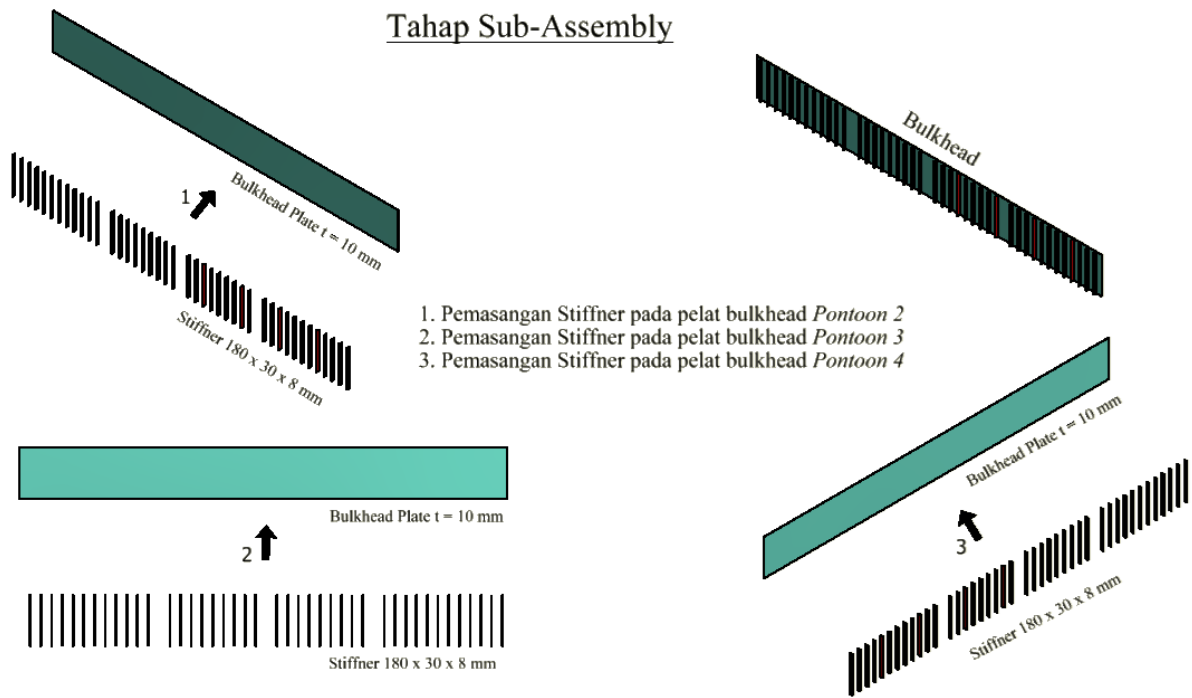 Tahap Sub-Assembly
Bulkhead
1
Bulkhead Plate t = 10 mm
Stiffner 180 x 30 x 8 mm
1. Pemasangan Stiffner pada pelat bulkhead Pontoon 2
2. Pemasangan Stiffner pada pelat bulkhead Pontoon 3
3. Pemasangan Stiffner pada pelat bulkhead Pontoon 4
Bulkhead Plate t = 10 mm
2
Stiffner 180 x 30 x 8 mm
Bulkhead Plate t = 10 mm
3
Stiffner 180 x 30 x 8 mm